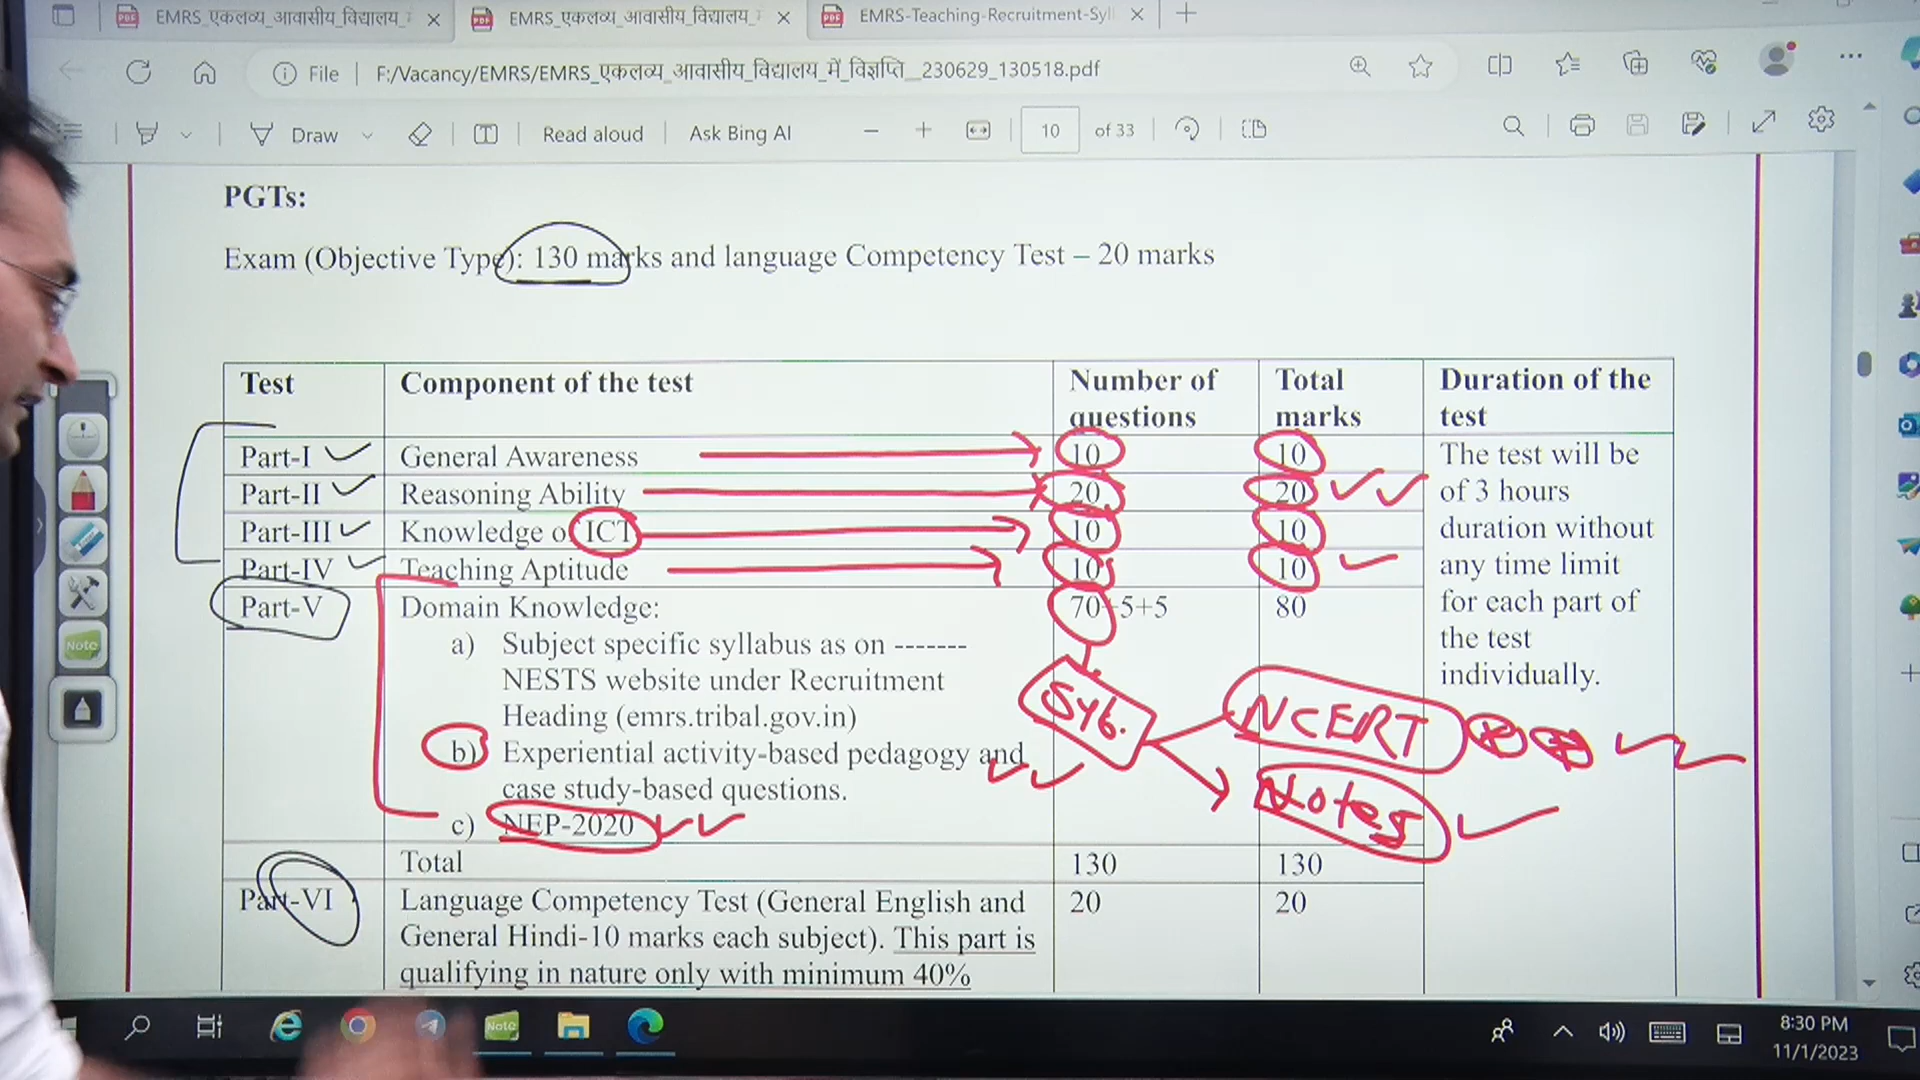 EMRS_एकलव्य_आवासीय_विद्यालय_
EMRS_एकलव्य_आवासीय_विद्यालय_
EMRS-Teaching-Recruitment-Syl
File
F:/Vacancy/EMRS/EMRS_एकलव्य_आवासीय_विद्यालय_में_विज्ञप्ति__230629_130518.pdf
Draw
Read aloud
Ask Bing AI
10
of 33
PGTs:
Exam (Objective Type): 130 marks and language Competency Test – 20 marks
Test Component of the test Number of questions Total marks Duration of the test
Part-I General Awareness 10 10
Part-II Reasoning Ability 20 20
Part-III Knowledge of ICT 10 10
Part-IV Teaching Aptitude 10 10
The test will be
of 3 hours
duration without
any time limit
for each part of
the test
individually.
Part-V Domain Knowledge: 70+5+5 80
a) Subject specific syllabus as on -------
NESTS website under Recruitment
Heading (emrs.tribal.gov.in)
b) Experiential activity-based pedagogy and
case study-based questions.
c) NEP-2020
Syb.
NCERT
Notes
Total 130 130
Part-VI Language Competency Test (General English and 20 20
General Hindi-10 marks each subject). This part is
qualifying in nature only with minimum 40%
Note
Note
8:30 PM
11/1/2023